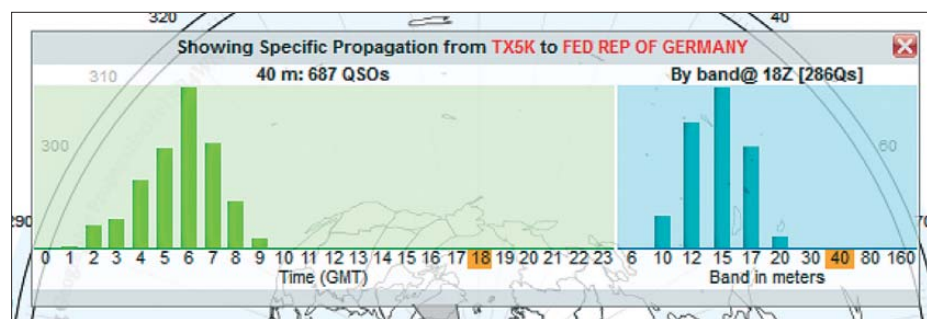 320
40
Showing Specific Propagation from TX5K to FED REP OF GERMANY
310
40 m: 687 QSOs
By band@ 18Z [286Qs]
300
60
290
70
0 1 2 3 4 5 6 7 8 9 10 11 12 13 14 15 16 17 18 19 20 21 22 23
6 10 12 15 17 20 30 40 80 160
Time (GMT)
Band in meters